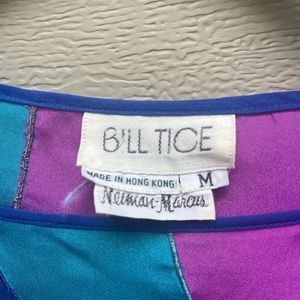 BILL TICE
MADE IN HONG KONG M
Neiman-Marcus